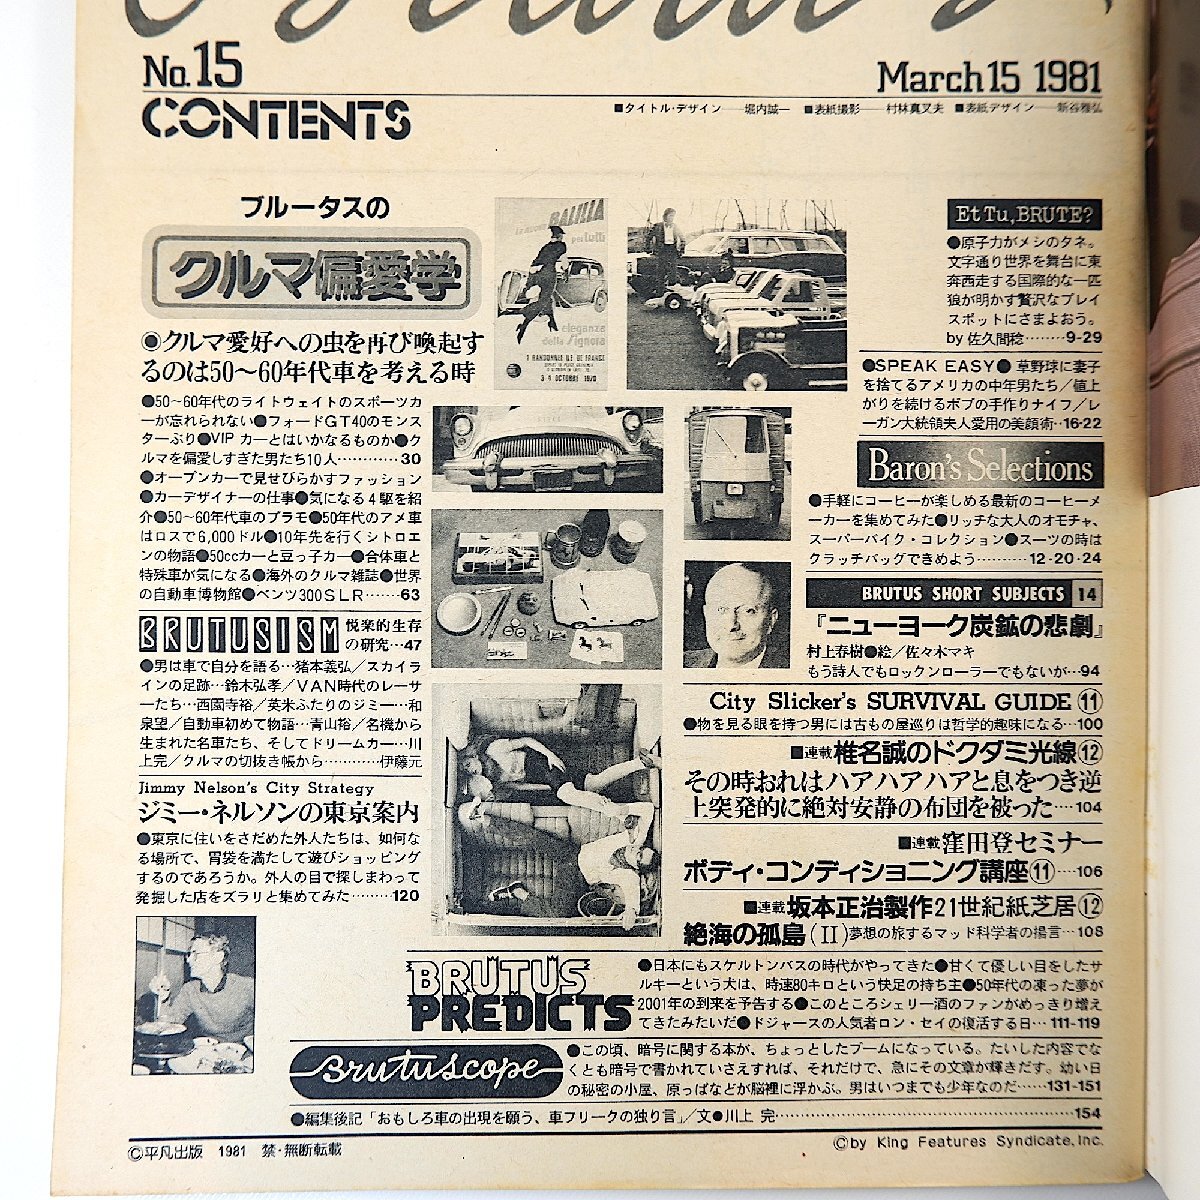 No.15
March 15 1981
CONTENTS
■タイトル・デザイン──堀内誠一 ■表紙撮影──村林真叉夫 ■表紙デザイン──新谷雅弘
ブルータスの
クルマ偏愛学
◉クルマ愛好への虫を再び喚起す
るのは50〜60年代車を考える時
●50〜60年代のライトウェイトのスポーツカ
ーが忘れられない●フォードGT40のモンス
ターぶり●VIPカーとはいかなるものか●ク
ルマを偏愛しすぎた男たち10人…………30
●オープンカーで見せびらかすファッション
●カーデザイナーの仕事●気になる4駆を紹
介●50〜60年代車のプラモ●50年代のアメ車
はロスで6,000ドル●10年先を行くシトロエ
ンの物語●50ccカーと豆っ子カー●合体車と
特殊車が気になる●海外のクルマ雑誌●世界
の自動車博物館●ベンツ300SLR……63
BRUTUSISM
悦楽的生存
の研究…47
●男は車で自分を語る…猪本義弘／スカイラ
インの足跡…鈴木弘孝／VAN時代のレーサ
ーたち…西園寺裕／英米ふたりのジミー…和
泉望／自動車初めて物語…青山裕／名機から
生まれた名車たち、そしてドリームカー…川
上完／クルマの切抜き帳から…………伊藤元
Jimmy Nelson's City Strategy
ジミー・ネルソンの東京案内
●東京に住いをさだめた外人たちは、如何な
る場所で、胃袋を満たして遊びショッピング
するのであろうか。外人の目で探しまわって
発掘した店をズラリと集めてみた………120
BALILLA
per tutti
eleganza
della Signora
1 RANDONNEE ILE DE FRANCE
3 4 OCTOBRE 1970
Et Tu, BRUTE?
●原子力がメシのタネ。
文字通り世界を舞台に東
奔西走する国際的な一匹
狼が明かす贅沢なプレイ
スポットにさまよおう。
by 佐久間稔………9-29
●SPEAK EASY● 草野球に妻子
を捨てるアメリカの中年男たち／値上
がりを続けるボブの手作りナイフ／レ
ーガン大統領夫人愛用の美顔術‥16-22
Baron's Selections
●手軽にコーヒーが楽しめる最新のコーヒーメ
ーカーを集めてみた●リッチな大人のオモチャ、
スーパーバイク・コレクション●スーツの時は
クラッチバッグできめよう…………12-20-24
BRUTUS SHORT SUBJECTS 14
『ニューヨーク炭鉱の悲劇』
村上春樹●絵／佐々木マキ
もう詩人でもロックンローラーでもないが…94
City Slicker's SURVIVAL GUIDE ⑪
●物を見る眼を持つ男には古もの屋巡りは哲学的趣味になる…100
■連載 椎名誠のドクダミ光線⑫
その時おれはハアハアハアと息をつき逆
上突発的に絶対安静の布団を被った…104
■連載 窪田登セミナー
ボディ・コンディショニング講座⑪…106
■連載 坂本正治製作21世紀紙芝居⑫
絶海の孤島(II)夢想の旅するマッド科学者の揚言…108
BRUTUS
PREDICTS
●日本にもスケルトンバスの時代がやってきた●甘くて優しい目をしたサ
ルキーという犬は、時速80キロという快足の持ち主●50年代の凍った夢が
2001年の到来を予告する●このところシェリー酒のファンがめっきり増え
てきたみたいだ●ドジャースの人気者ロン・セイの復活する日…111-119
Brutuscope
●この頃、暗号に関する本が、ちょっとしたブームになっている。たいした内容でな
くとも暗号で書かれていさえすれば、それだけで、急にその文章が輝きだす。幼い日
の秘密の小屋、原っぱなどが脳裡に浮かぶ。男はいつまでも少年なのだ……131-151
●編集後記「おもしろ車の出現を願う、車フリークの独り言」／文●川上 完……………154
©平凡出版 1981 禁・無断転載
©by King Features Syndicate, Inc.